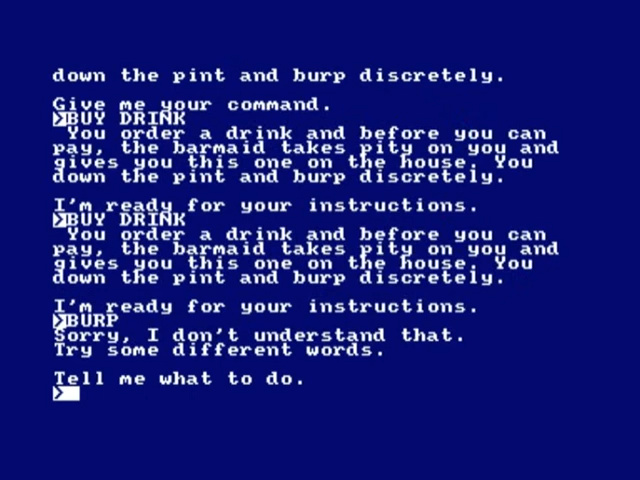 down the pint and burp discretely.
Give me your command.
>BUY DRINK
You order a drink and before you can
pay, the barmaid takes pity on you and
gives you this one on the house. You
down the pint and burp discretely.
I'm ready for your instructions.
>BUY DRINK
You order a drink and before you can
pay, the barmaid takes pity on you and
gives you this one on the house. You
down the pint and burp discretely.
I'm ready for your instructions.
>BURP
Sorry, I don't understand that.
Try some different words.
Tell me what to do.
>